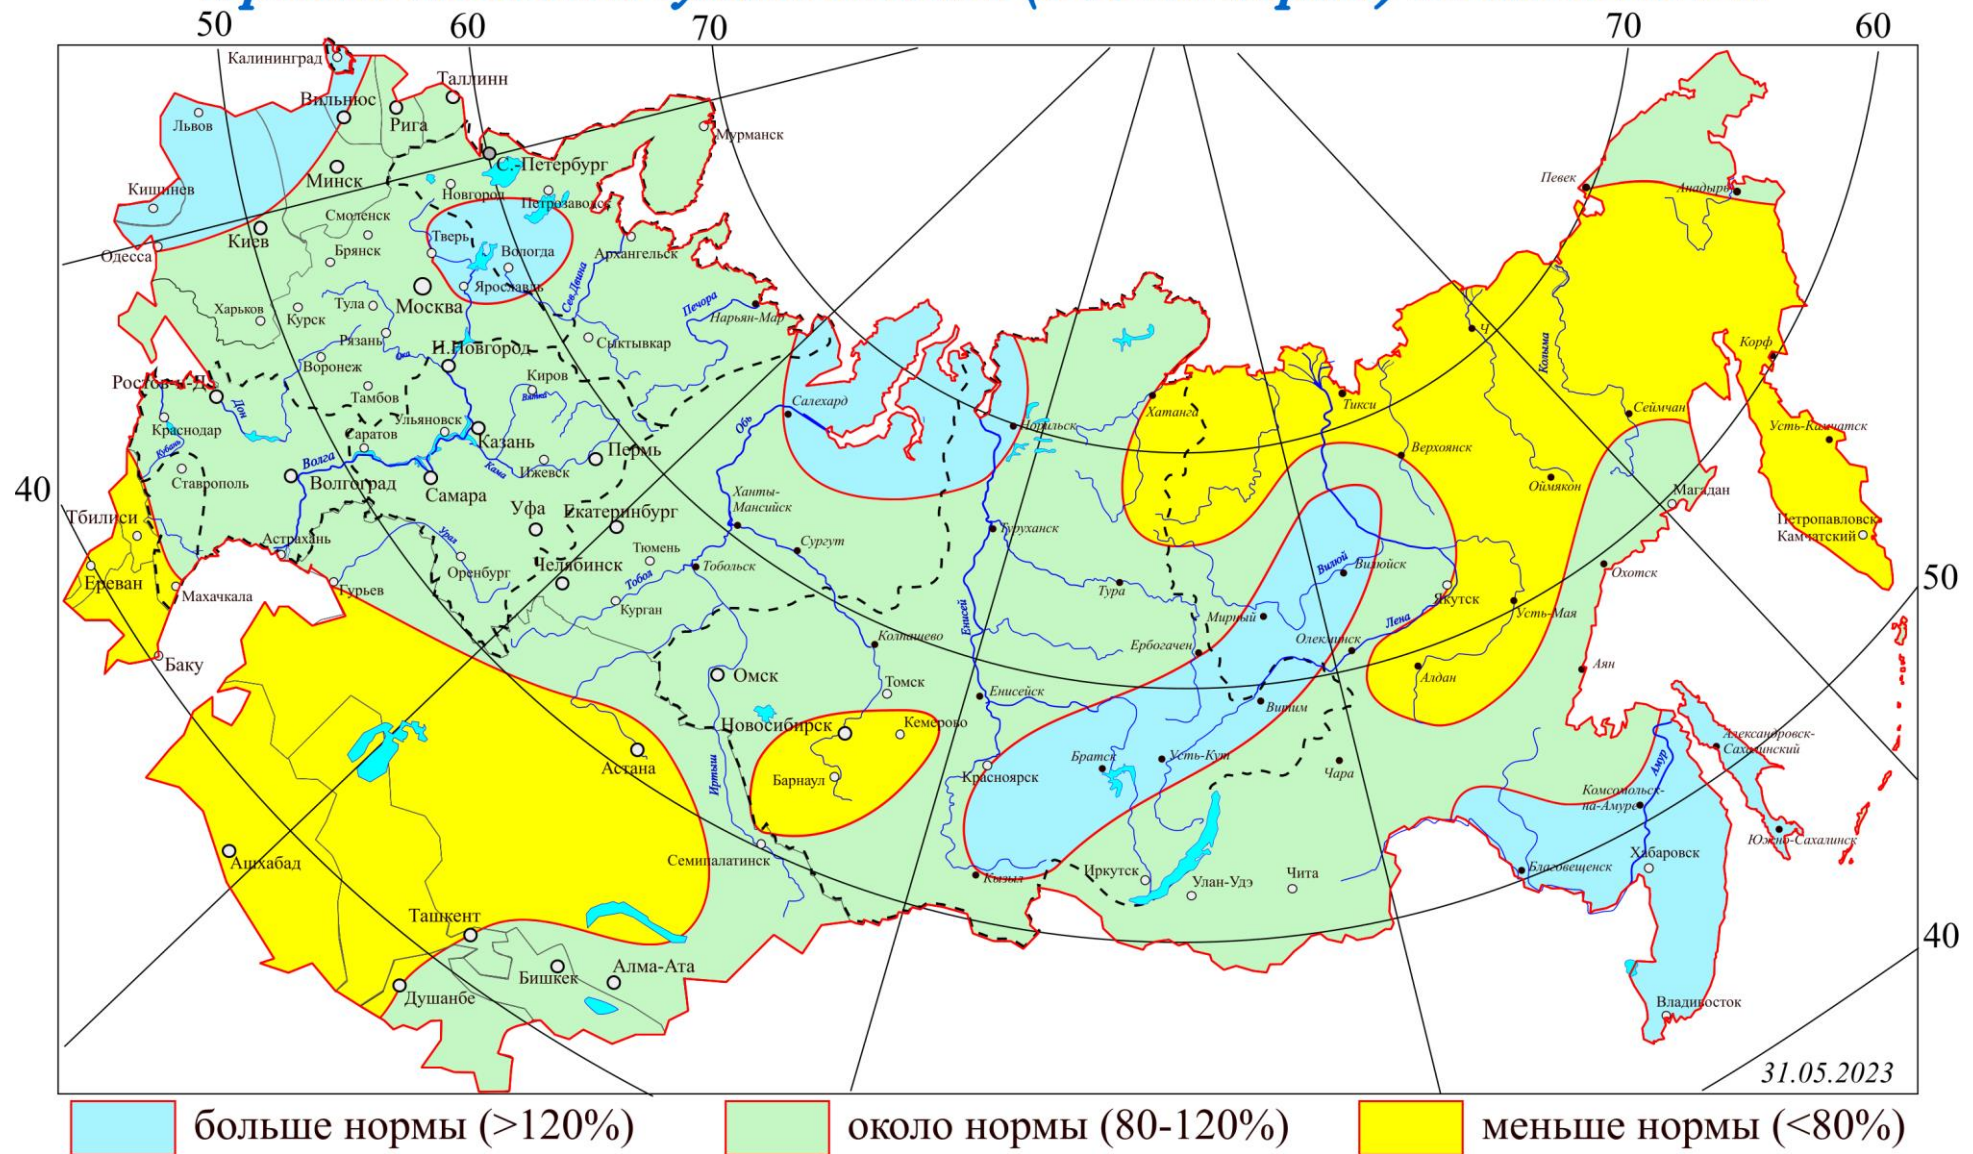 50
60
70
70
60
Калининград
Таллинн
Вильнюс
Рига
Львов
Мурманск
С.-Петербург
Минск
Новгород
Петрозаводск
Кишинев
Смоленск
Киев
Брянск
Тверь
Вологда
Архангельск
Одесса
Ярославль
Сев.Двина
Москва
Тула
Печора
Нарьян-Мар
Харьков
Курск
Рязань
Ока
Н.Новгород
Сыктывкар
Воронеж
Киров
Вятка
Ростов-н-Д.
Дон
Тамбов
Ульяновск
Краснодар
Саратов
Казань
Кубань
Волга
Кама
Ижевск
Пермь
Ставрополь
Волгоград
Самара
40
Тбилиси
Уфа
Екатеринбург
Астрахань
Урал
Тюмень
Челябинск
Оренбург
Тобол
Тобольск
Ереван
Махачкала
Гурьев
Курган
Баку
Салехард
Обь
Норильск
Ханты-
Мансийск
Сургут
Туруханск
Енисей
Колпашево
Омск
Томск
Енисейск
Новосибирск
Кемерово
Астана
Иртыш
Барнаул
Красноярск
Семипалатинск
Кызыл
Ашхабад
Ташкент
Бишкек
Алма-Ата
Душанбе
Певек
Анадырь
Ч
Колыма
Корф
Хатанга
Тикси
Сеймчан
Усть-Камчатск
Верхоянск
Оймякон
Магадан
Петропавловск-
Камчатский
Охотск
50
Тура
Вилюй
Вилюйск
Якутск
Усть-Мая
Мирный
Лена
Олекминск
Ербогачен
Аян
Алдан
Витим
Братск
Усть-Кут
Чара
Александровск-
Сахалинский
Амур
Комсомольск-
на-Амуре
Южно-Сахалинск
Хабаровск
Благовещенск
Иркутск
Улан-Удэ
Чита
40
Владивосток
31.05.2023
больше нормы (>120%)
около нормы (80-120%)
меньше нормы (<80%)